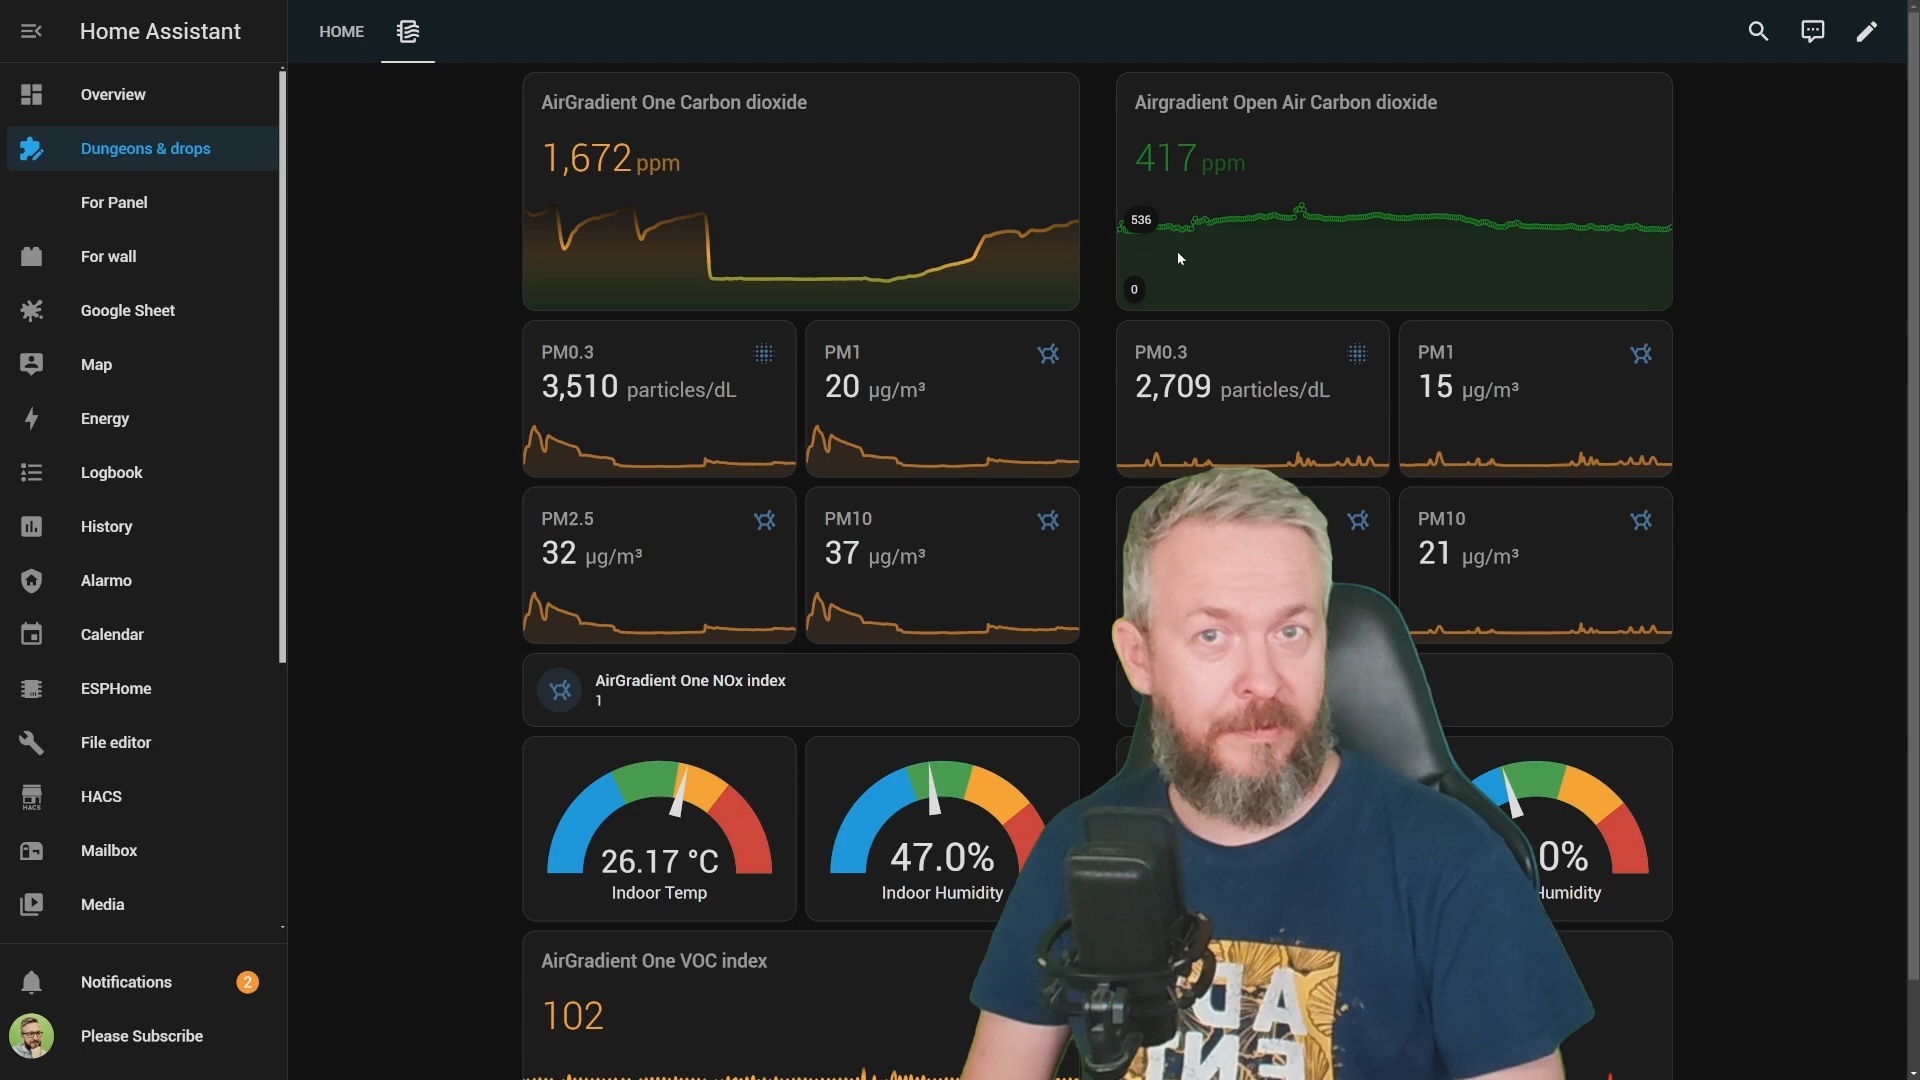 Home Assistant
HOME
Overview
Dungeons & drops
For Panel
For wall
Google Sheet
Map
Energy
Logbook
History
Alarmo
Calendar
ESPHome
File editor
HACS
HACS
Mailbox
Media
Notifications
2
Please Subscribe
AirGradient One Carbon dioxide
1,672 ppm
Airgradient Open Air Carbon dioxide
417 ppm
536
0
PM0.3
3,510 particles/dL
PM1
20 µg/m³
PM0.3
2,709 particles/dL
PM1
15 µg/m³
PM2.5
32 µg/m³
PM10
37 µg/m³
PM10
21 µg/m³
AirGradient One NOx index
1
26.17 °C
Indoor Temp
47.0%
Indoor Humidity
0%
Humidity
AirGradient One VOC index
102